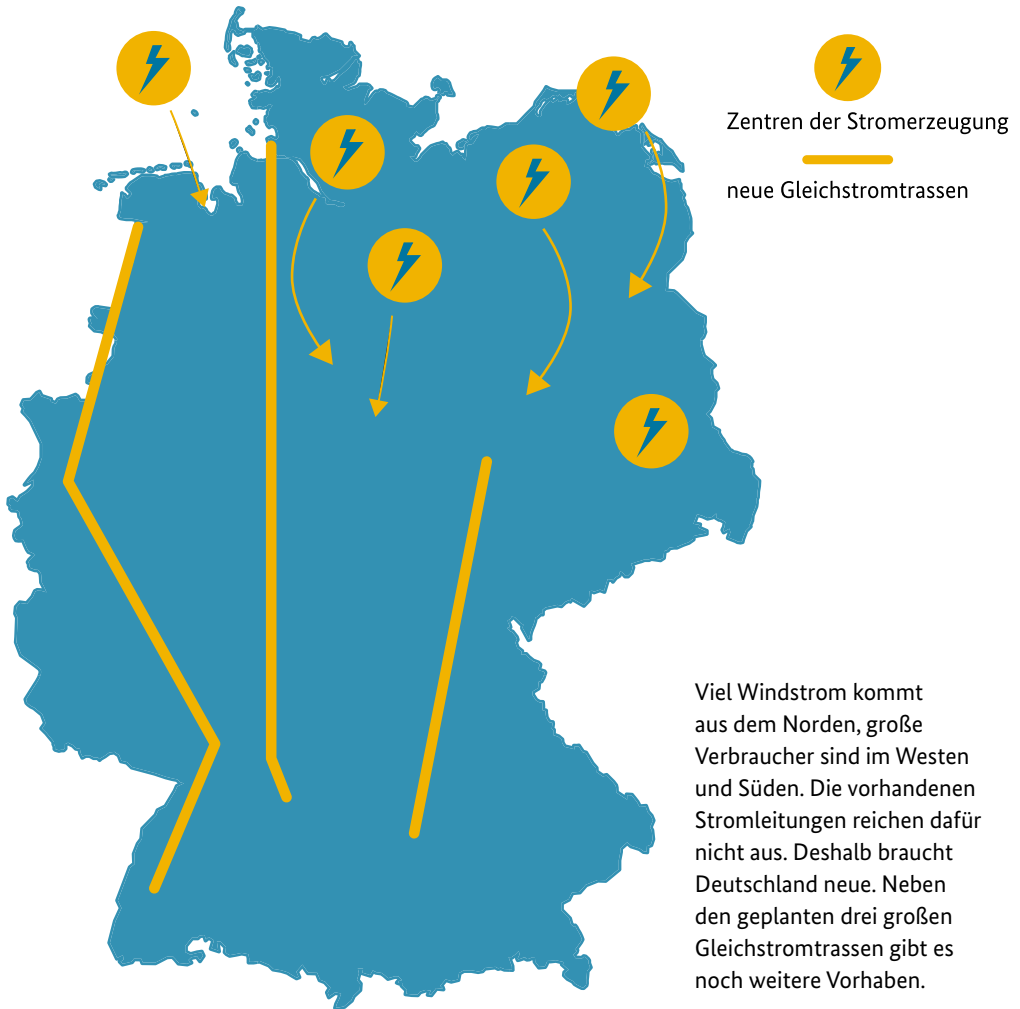 Zentren der Stromerzeugung
neue Gleichstromtrassen
Viel Windstrom kommt
aus dem Norden, große
Verbraucher sind im Westen
und Süden. Die vorhandenen
Stromleitungen reichen dafür
nicht aus. Deshalb braucht
Deutschland neue. Neben
den geplanten drei großen
Gleichstromtrassen gibt es
noch weitere Vorhaben.